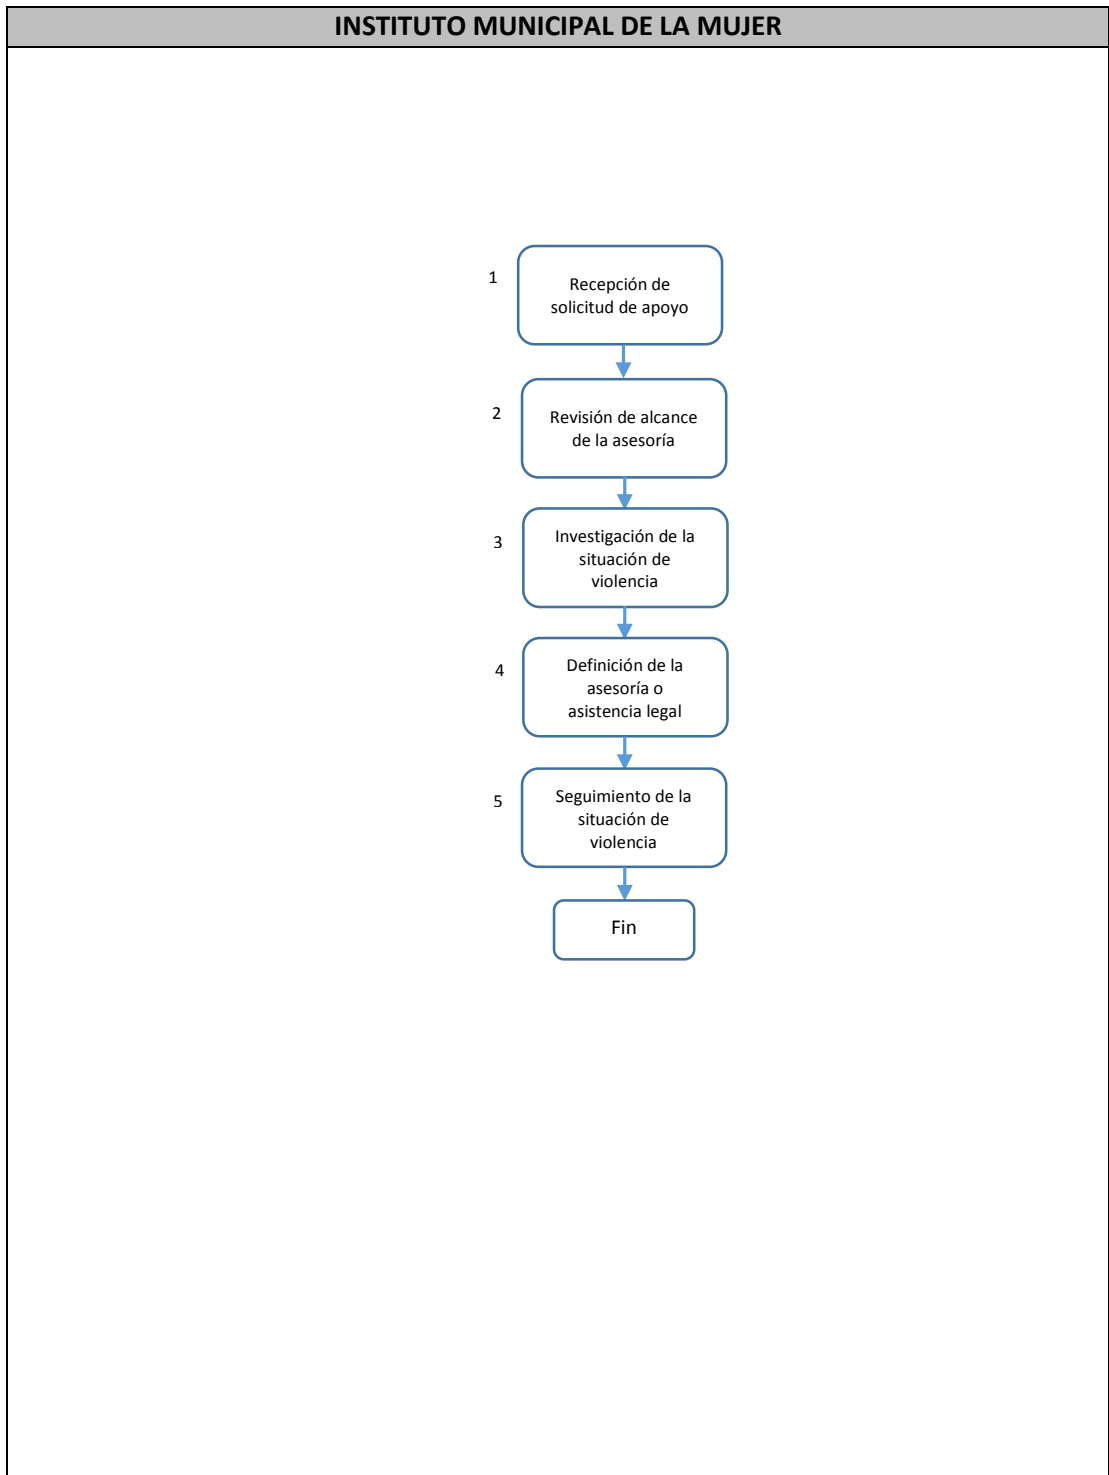 INSTITUTO MUNICIPAL DE LA MUJER
1
Recepción de
solicitud de apoyo
2
Revisión de alcance
de la asesoría
3
Investigación de la
situación de
violencia
4
Definición de la
asesoría o
asistencia legal
5
Seguimiento de la
situación de
violencia
Fin